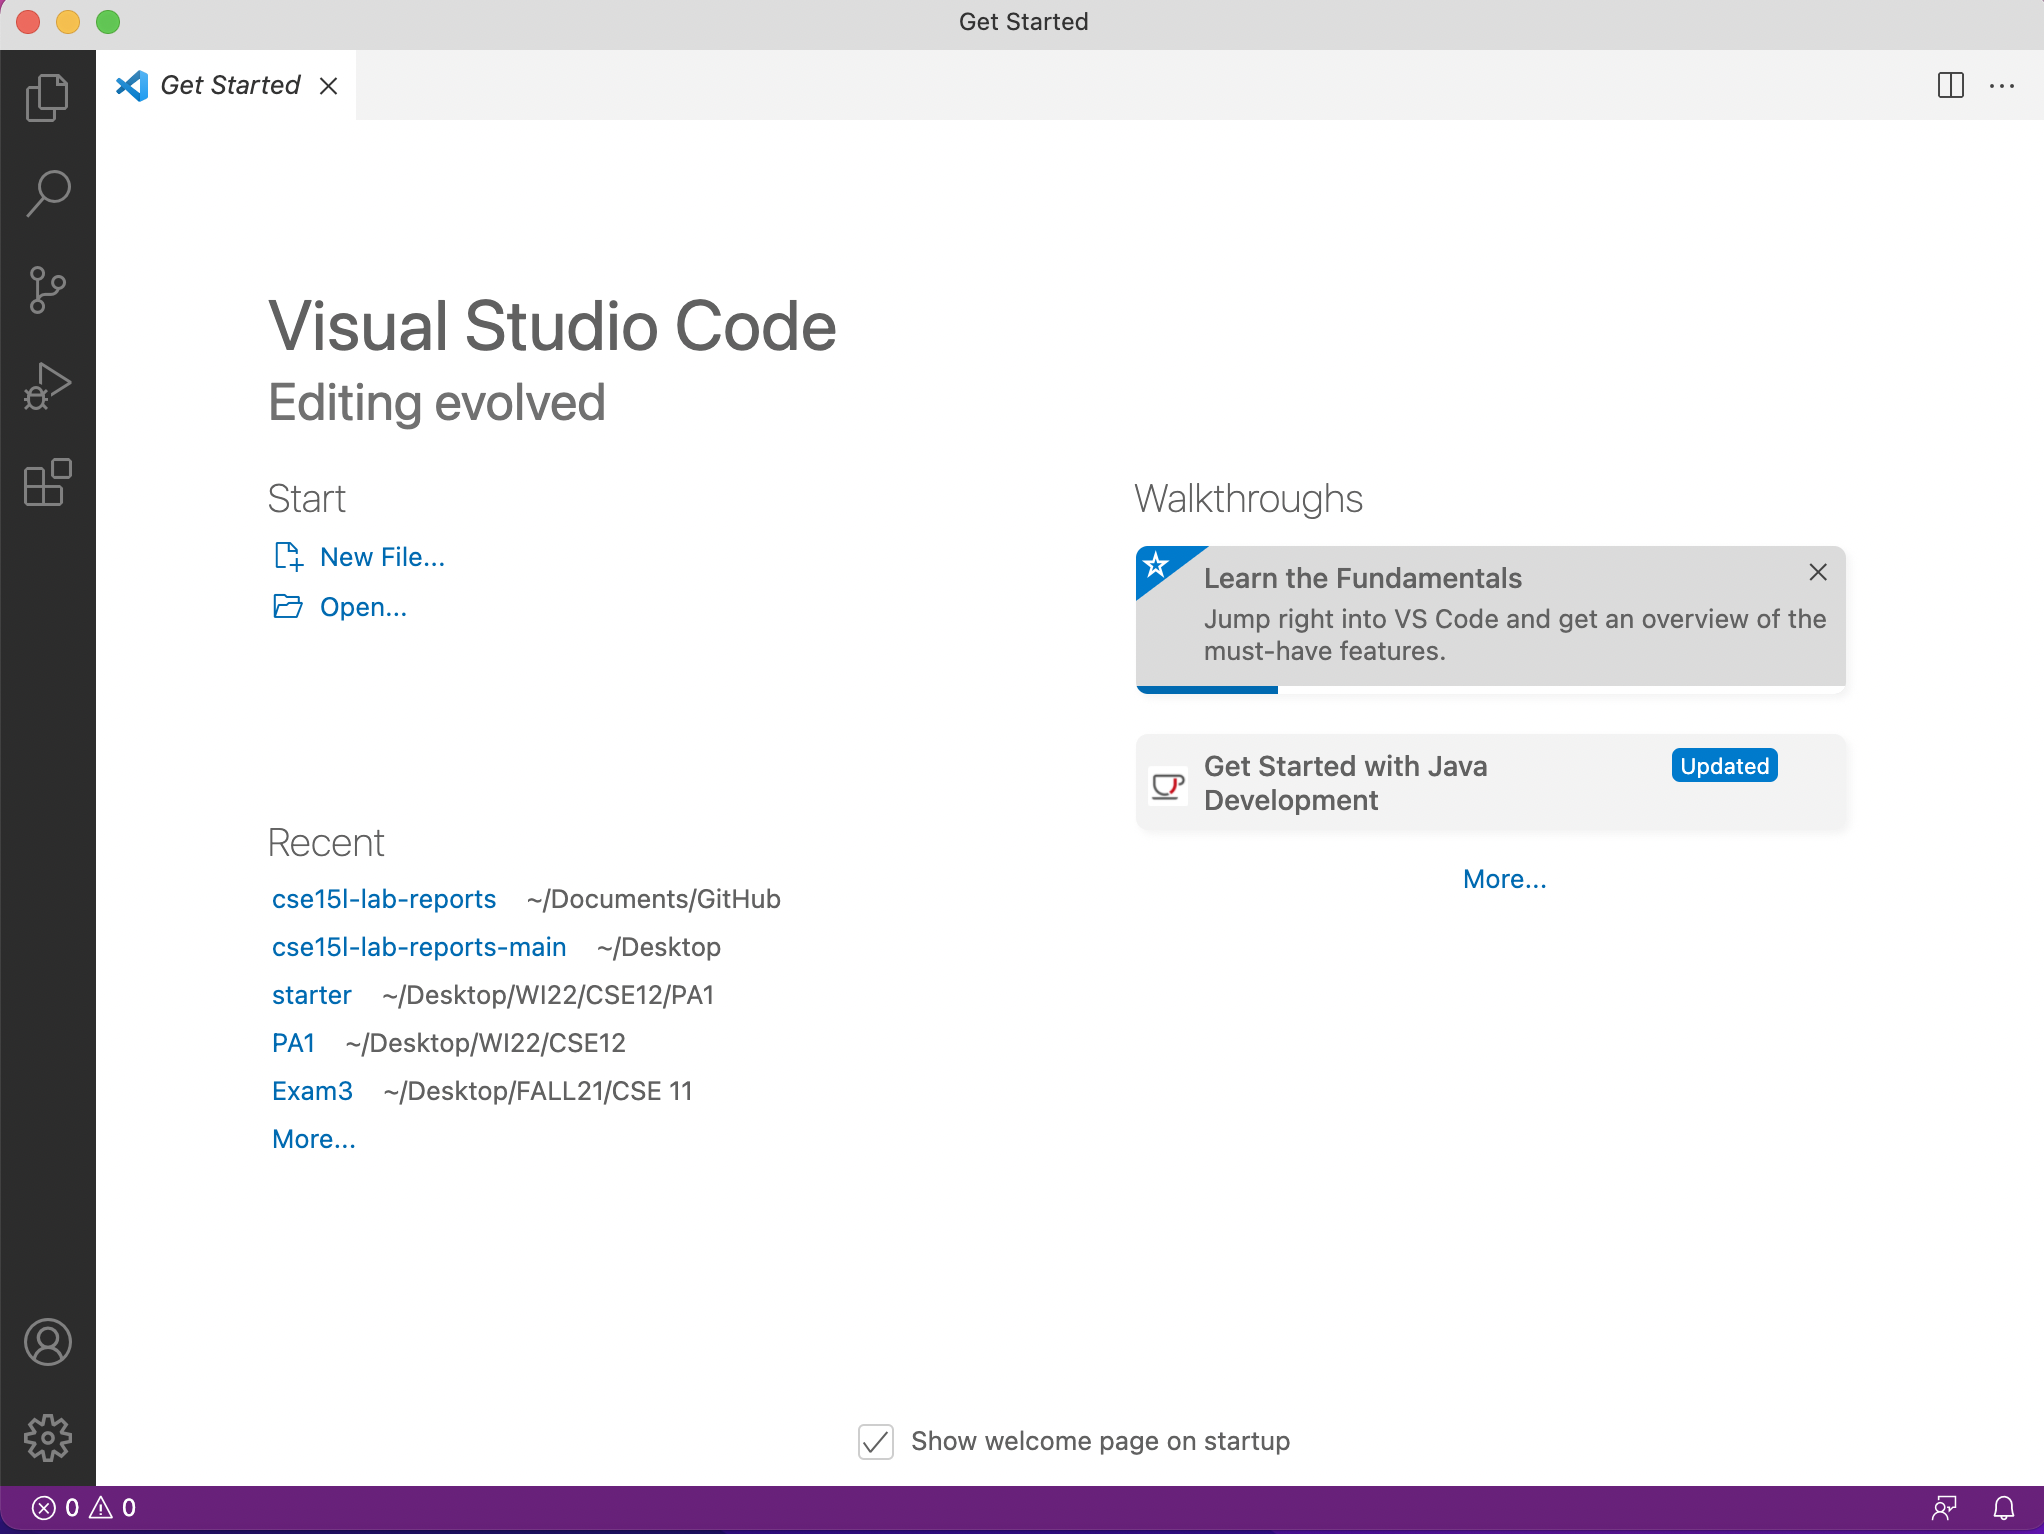 Get Started
Get Started
Visual Studio Code
Editing evolved
Start
New File...
Open...
Recent
cse15l-lab-reports ~/Documents/GitHub
cse15l-lab-reports-main ~/Desktop
starter ~/Desktop/WI22/CSE12/PA1
PA1 ~/Desktop/WI22/CSE12
Exam3 ~/Desktop/FALL21/CSE 11
More...
Walkthroughs
Learn the Fundamentals
Jump right into VS Code and get an overview of the
must-have features.
Get Started with Java
Development
Updated
More...
Show welcome page on startup
0 0